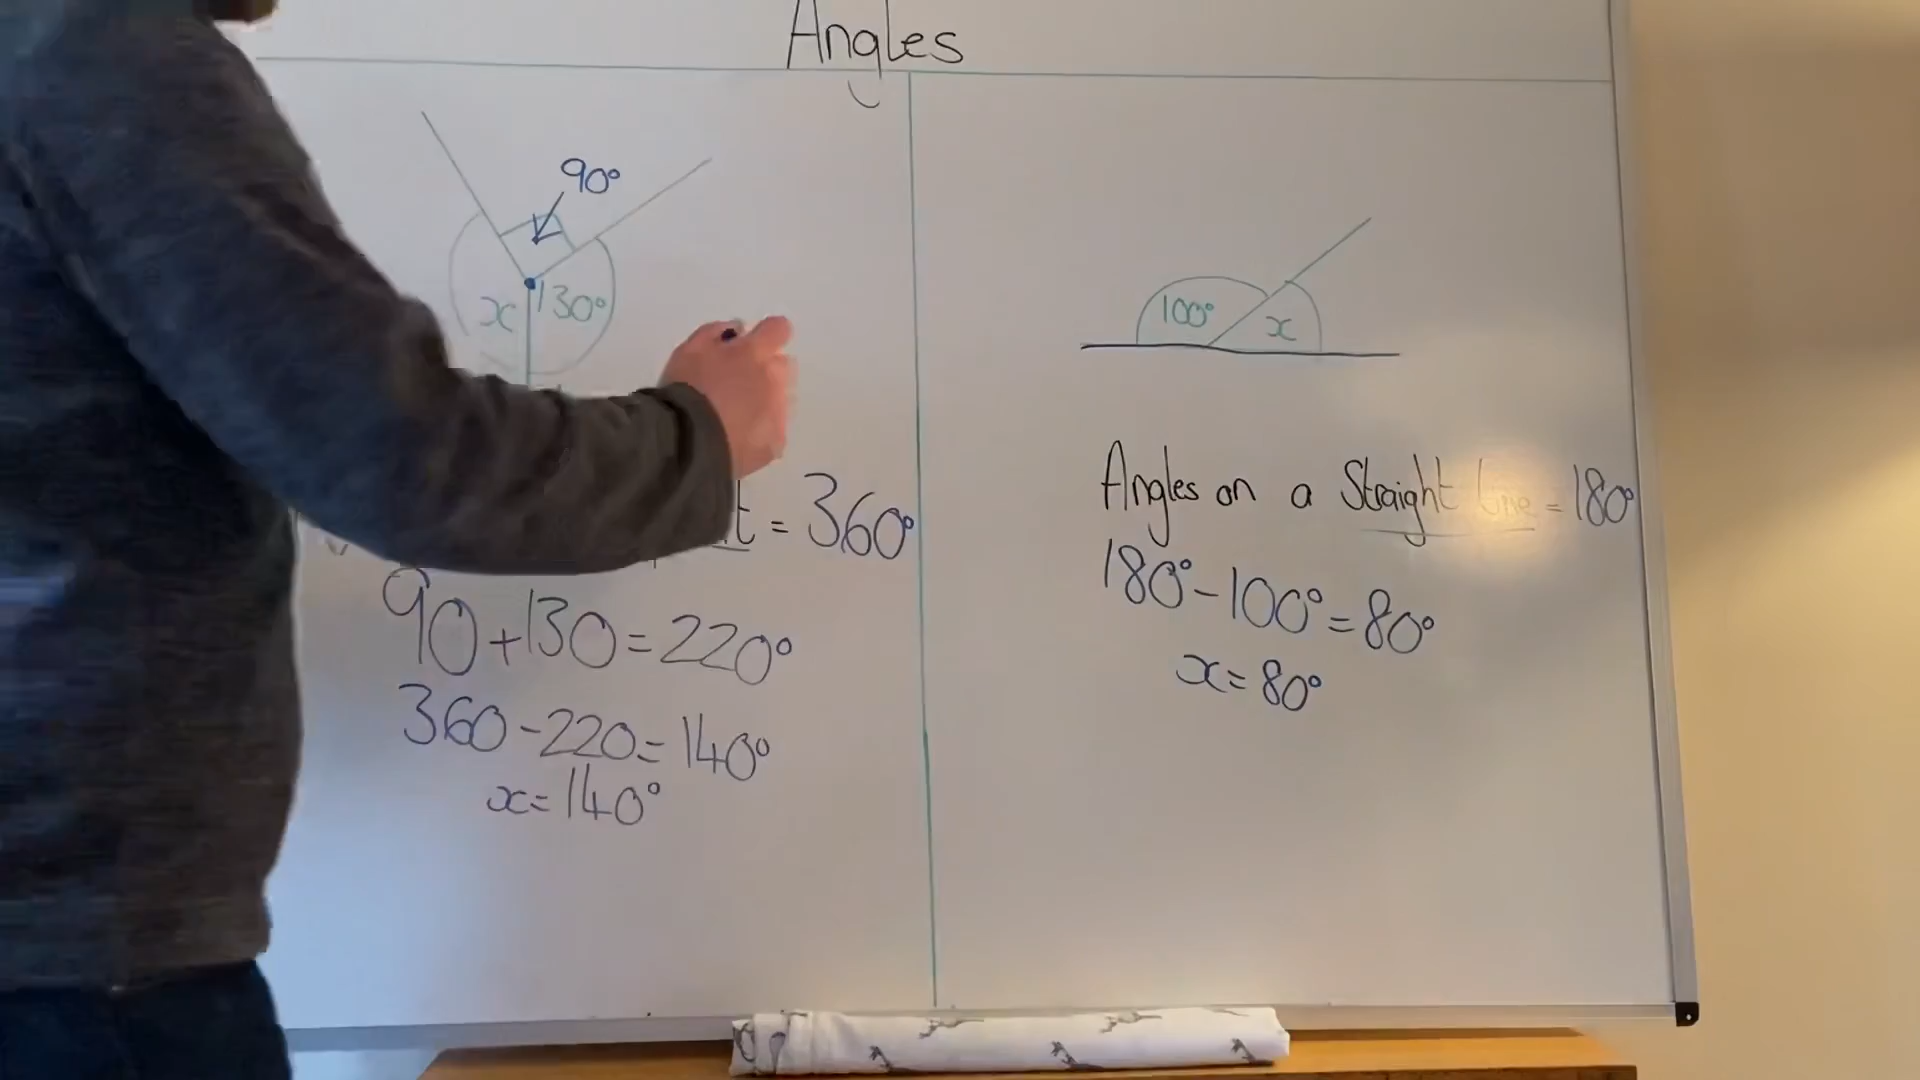 Angles
90°
x 130°
= 360°
90+130=220°
360-220=140°
x=140°
100° x
Angles on a Straight line = 180°
180°-100°=80°
x=80°